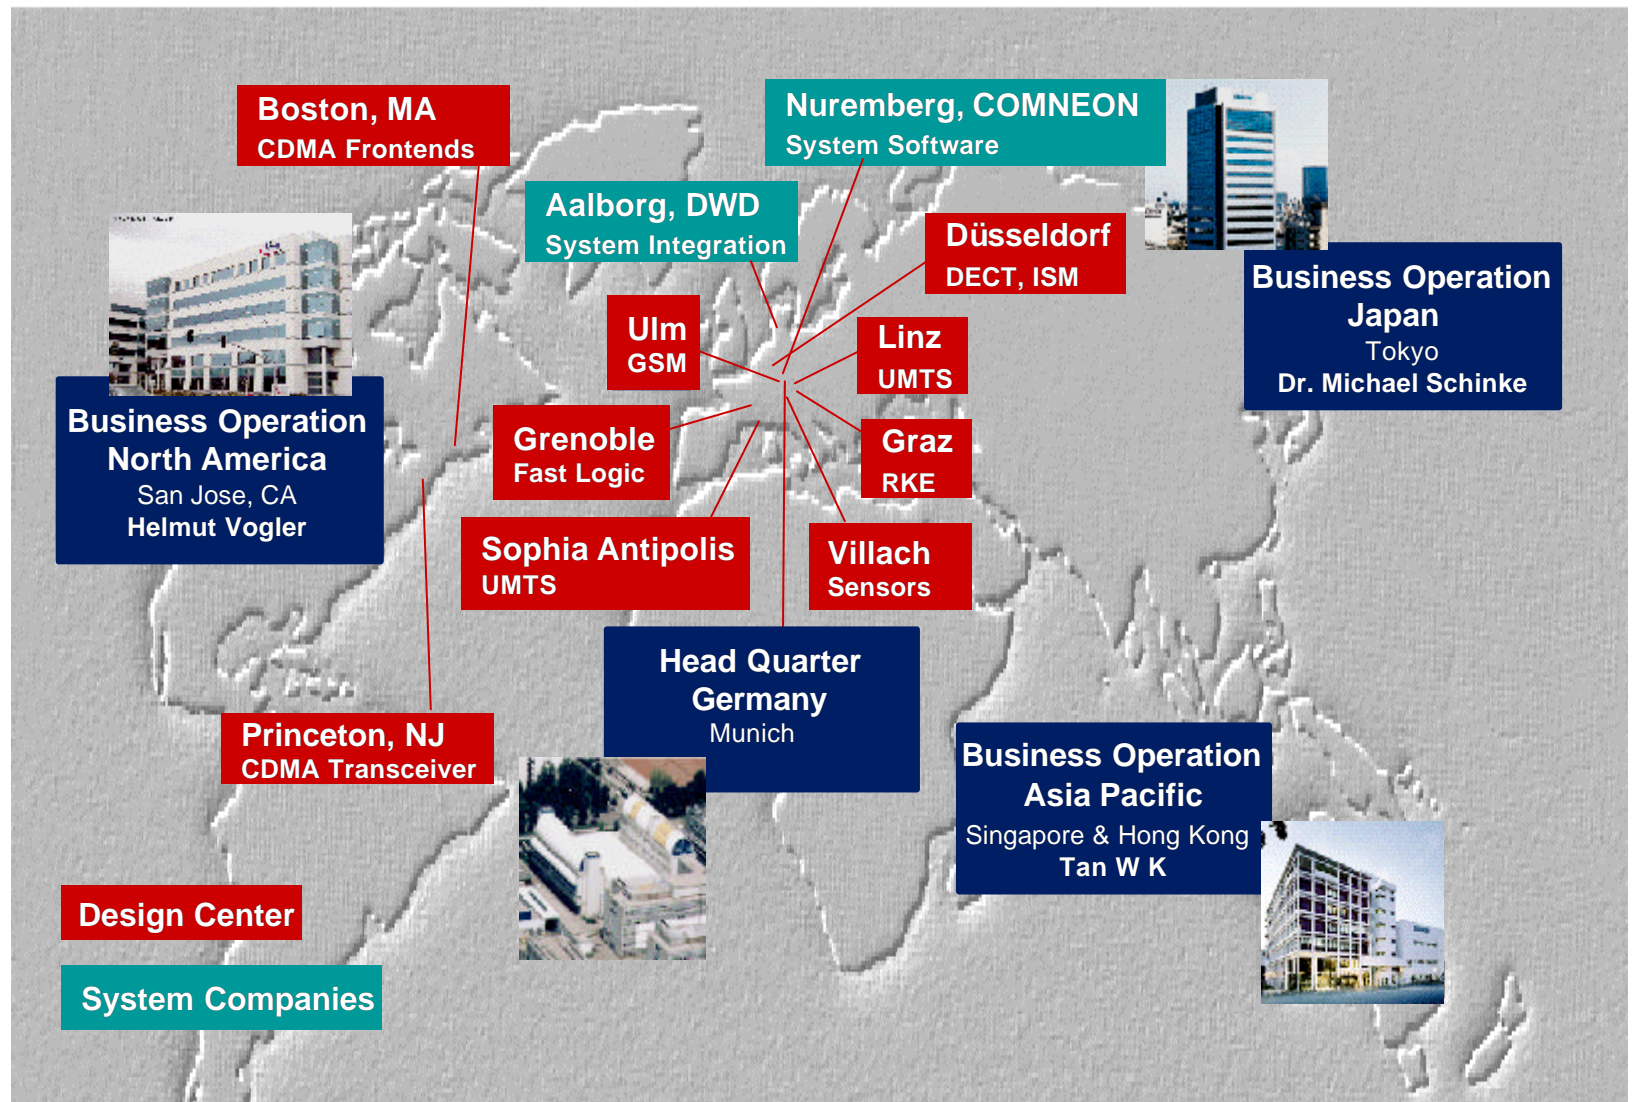 Boston, MA
CDMA Frontends
Nuremberg, COMNEON
System Software
Aalborg, DWD
System Integration
Düsseldorf
DECT, ISM
Business Operation
Japan
Tokyo
Dr. Michael Schinke
Ulm
GSM
Linz
UMTS
Business Operation
North America
San Jose, CA
Helmut Vogler
Grenoble
Fast Logic
Graz
RKE
Sophia Antipolis
UMTS
Villach
Sensors
Head Quarter
Germany
Munich
Princeton, NJ
CDMA Transceiver
Business Operation
Asia Pacific
Singapore & Hong Kong
Tan W K
Design Center
System Companies